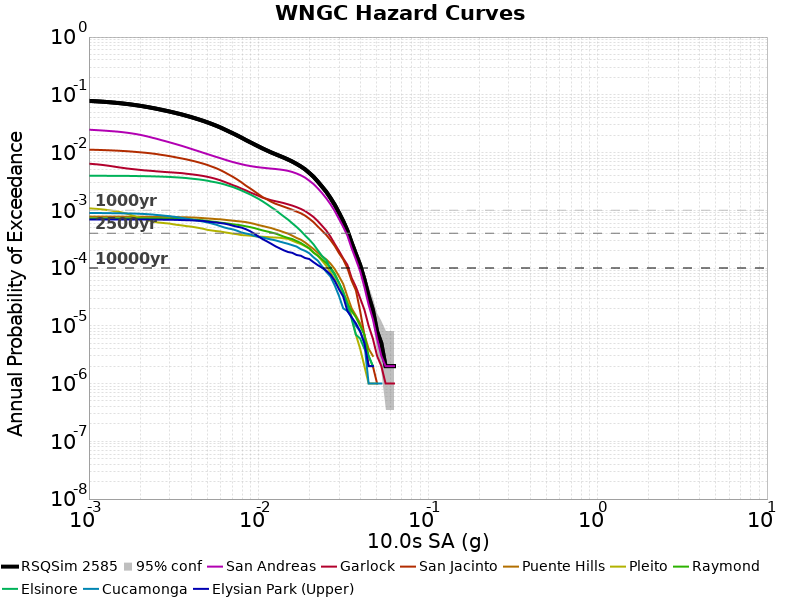 WNGC Hazard Curves
Annual Probability of Exceedance
10^0
10^-1
10^-2
10^-3
10^-4
10^-5
10^-6
10^-7
10^-8
1000yr
2500yr
10000yr
10^-3 10^-2 10^-1 10^0 10^1
10.0s SA (g)
RSQSim 2585 95% conf San Andreas Garlock San Jacinto Puente Hills Pleito Raymond
Elsinore Cucamonga Elysian Park (Upper)